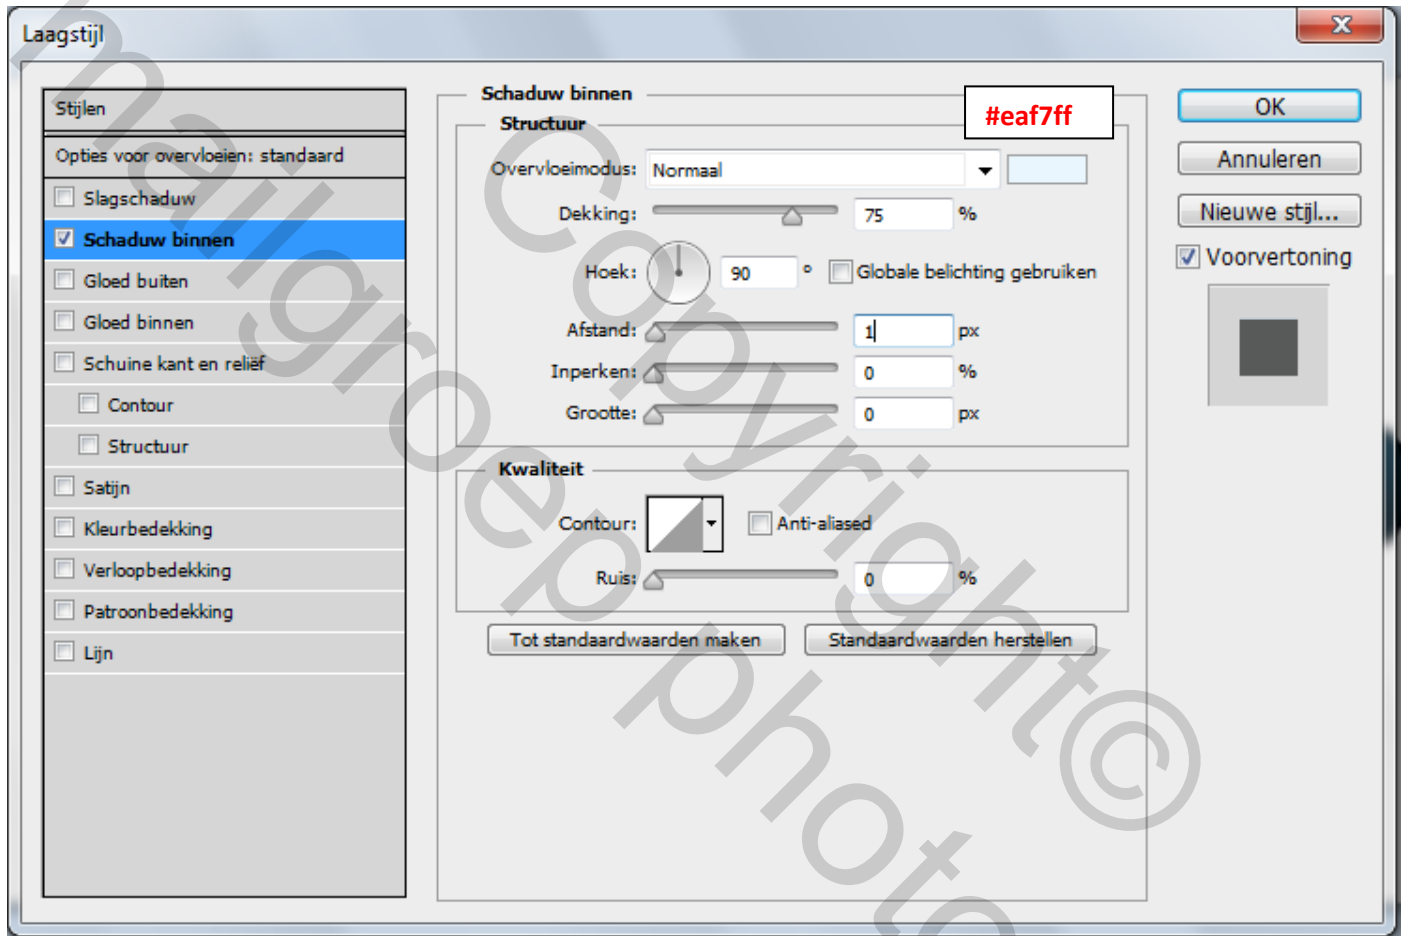 Laagstijl
Stijlen
Opties voor overvloeien: standaard
Slagschaduw
Schaduw binnen
Gloed buiten
Gloed binnen
Schuine kant en reliëf
Contour
Structuur
Satijn
Kleurbedekking
Verloopbedekking
Patroonbedekking
Lijn
Schaduw binnen
Structuur
#eaf7ff
Overvloeimodus: Normaal
Dekking: 75 %
Hoek: 90 ° Globale belichting gebruiken
Afstand: 1 px
Inperken: 0 %
Grootte: 0 px
Kwaliteit
Contour: Anti-aliased
Ruis: 0 %
Tot standaardwaarden maken Standaardwaarden herstellen
OK
Annuleren
Nieuwe stijl...
Voorvertoning
Copyright©
mailgroep photo